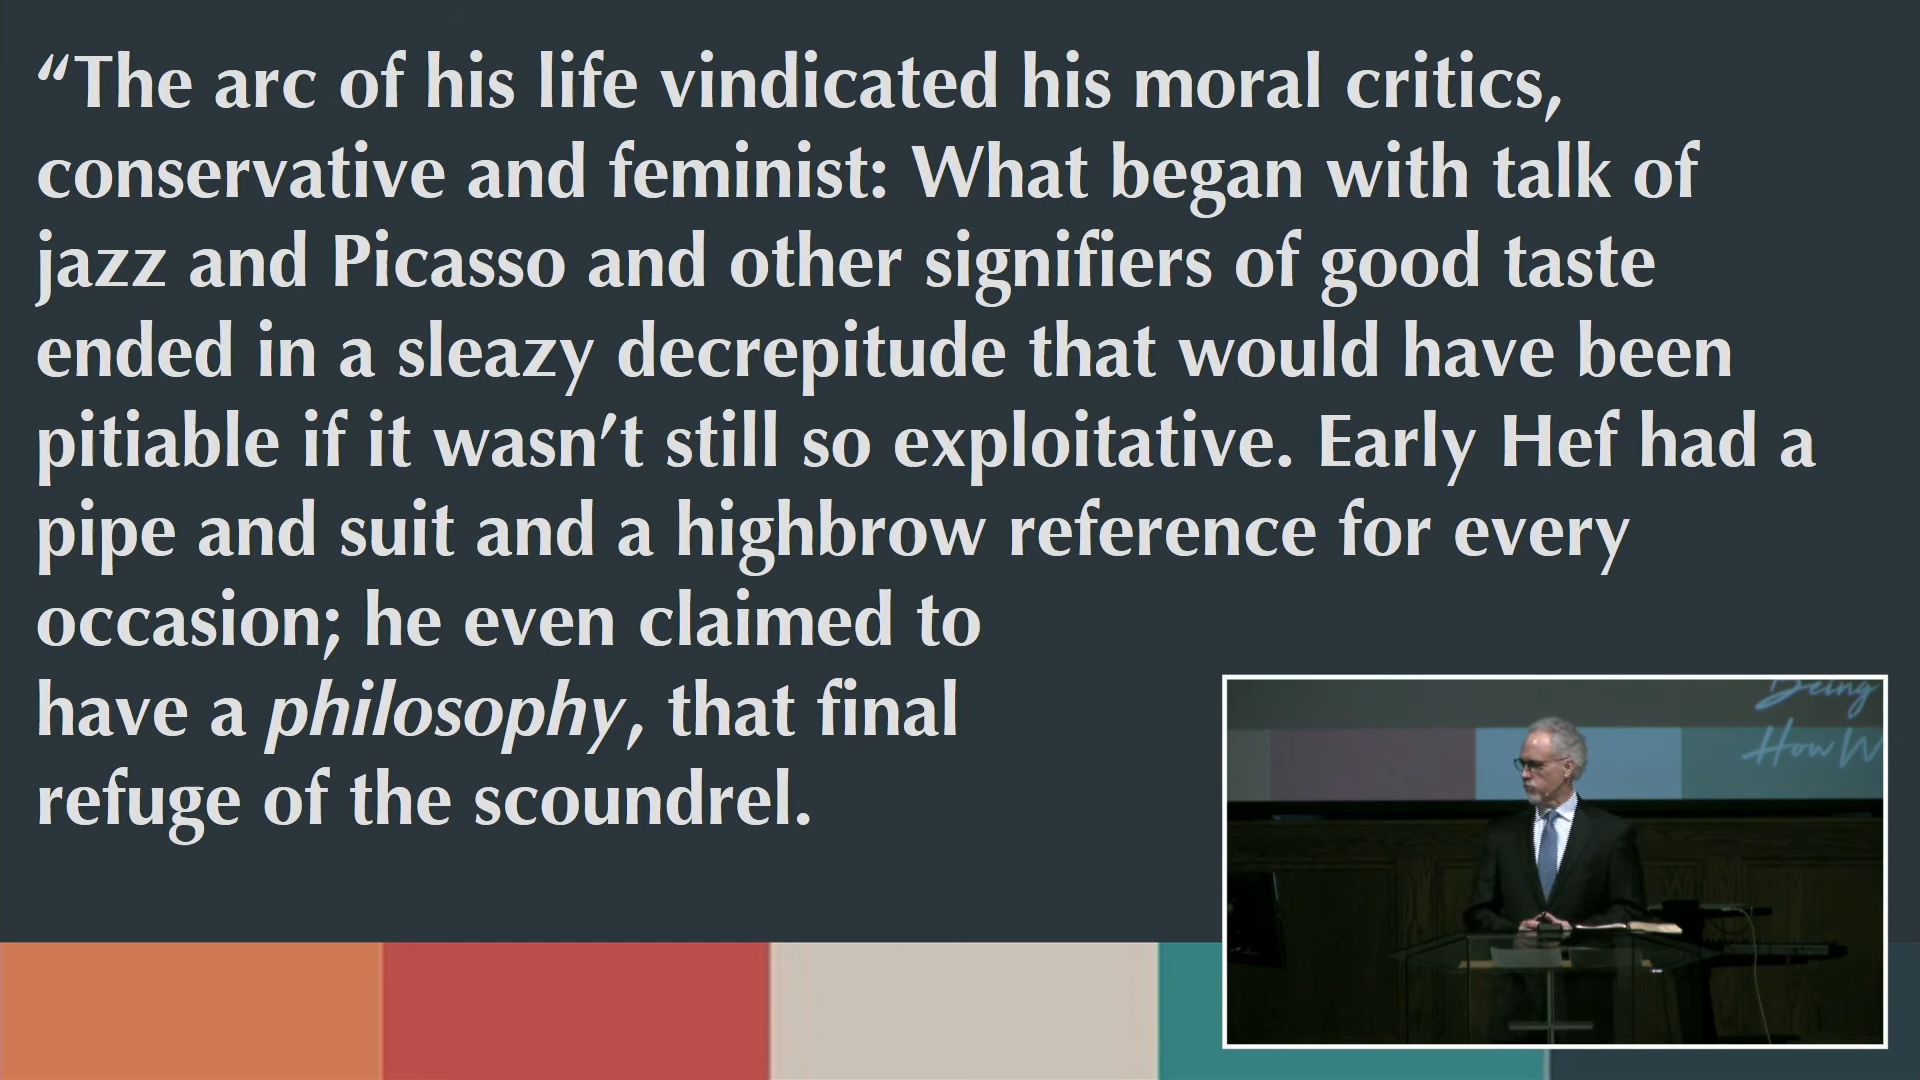 “The arc of his life vindicated his moral critics,
conservative and feminist: What began with talk of
jazz and Picasso and other signifiers of good taste
ended in a sleazy decrepitude that would have been
pitiable if it wasn’t still so exploitative. Early Hef had a
pipe and suit and a highbrow reference for every
occasion; he even claimed to
have a philosophy, that final
refuge of the scoundrel.
Being
How W